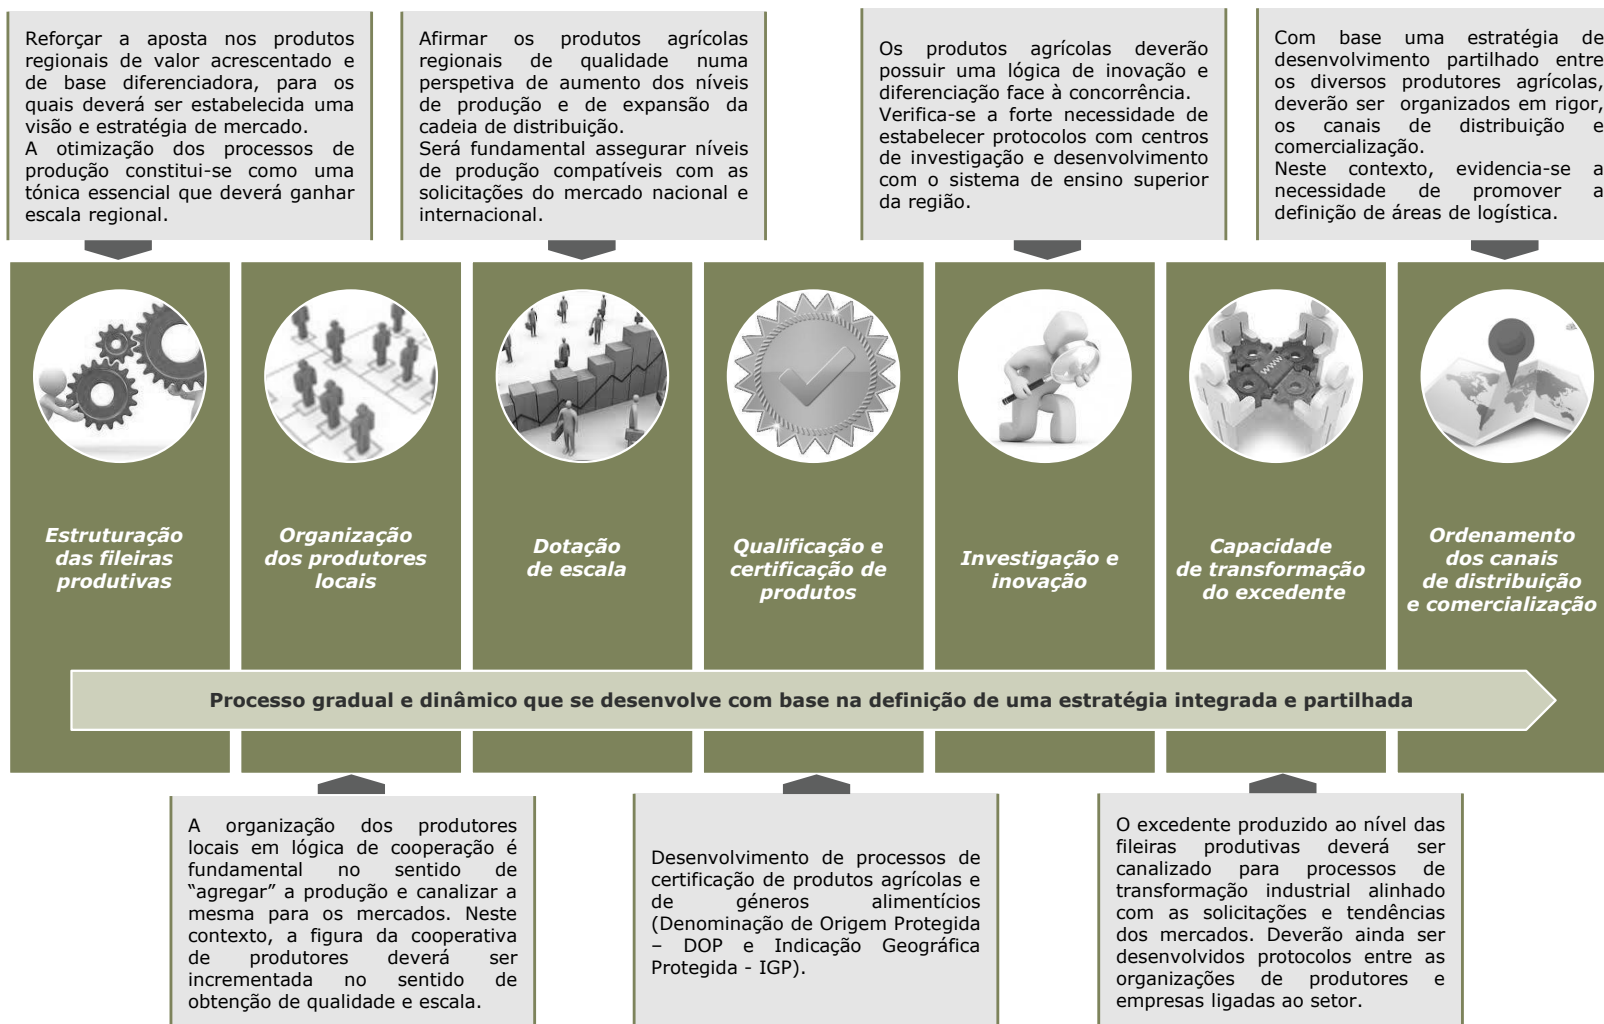 Reforçar a aposta nos produtos
regionais de valor acrescentado e
de base diferenciadora, para os
quais deverá ser estabelecida uma
visão e estratégia de mercado.
A otimização dos processos de
produção constitui-se como uma
tónica essencial que deverá ganhar
escala regional.
Afirmar os produtos agrícolas
regionais de qualidade numa
perspetiva de aumento dos níveis
de produção e de expansão da
cadeia de distribuição.
Será fundamental assegurar níveis
de produção compatíveis com as
solicitações do mercado nacional e
internacional.
Os produtos agrícolas deverão
possuir uma lógica de inovação e
diferenciação face à concorrência.
Verifica-se a forte necessidade de
estabelecer protocolos com centros
de investigação e desenvolvimento
com o sistema de ensino superior
da região.
Com base uma estratégia de
desenvolvimento partilhado entre
os diversos produtores agrícolas,
deverão ser organizados em rigor,
os canais de distribuição e
comercialização.
Neste contexto, evidencia-se a
necessidade de promover a
definição de áreas de logística.
Estruturação
das fileiras
produtivas
Organização
dos produtores
locais
Dotação
de escala
Qualificação e
certificação de
produtos
Investigação e
inovação
www
Capacidade
de transformação
do excedente
Ordenamento
dos canais
de distribuição
e comercialização
Processo gradual e dinâmico que se desenvolve com base na definição de uma estratégia integrada e partilhada
A organização dos produtores
locais em lógica de cooperação é
fundamental no sentido de
“agregar” a produção e canalizar a
mesma para os mercados. Neste
contexto, a figura da cooperativa
de produtores deverá ser
incrementada no sentido de
obtenção de qualidade e escala.
Desenvolvimento de processos de
certificação de produtos agrícolas e
de géneros alimentícios
(Denominação de Origem Protegida
– DOP e Indicação Geográfica
Protegida - IGP).
O excedente produzido ao nível das
fileiras produtivas deverá ser
canalizado para processos de
transformação industrial alinhado
com as solicitações e tendências
dos mercados. Deverão ainda ser
desenvolvidos protocolos entre as
organizações de produtores e
empresas ligadas ao setor.